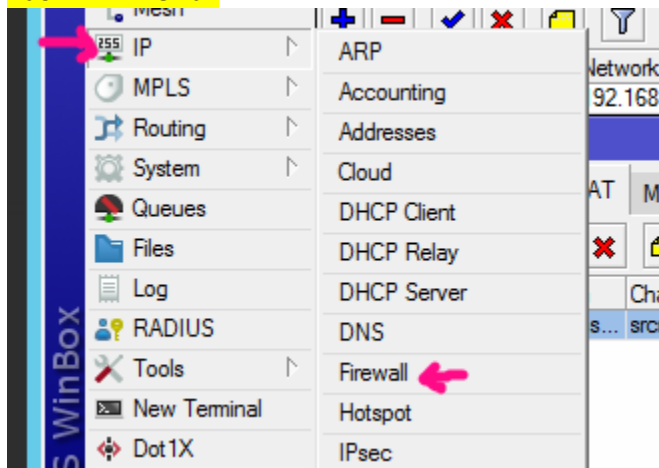 Mesh
255
IP
MPLS
Routing
System
Queues
Files
Log
RADIUS
Tools
New Terminal
Dot1X
ARP
Accounting
Addresses
Cloud
DHCP Client
DHCP Relay
DHCP Server
DNS
Firewall
Hotspot
IPsec
Network
92.168
AT M
Cha
s... src
S WinBox